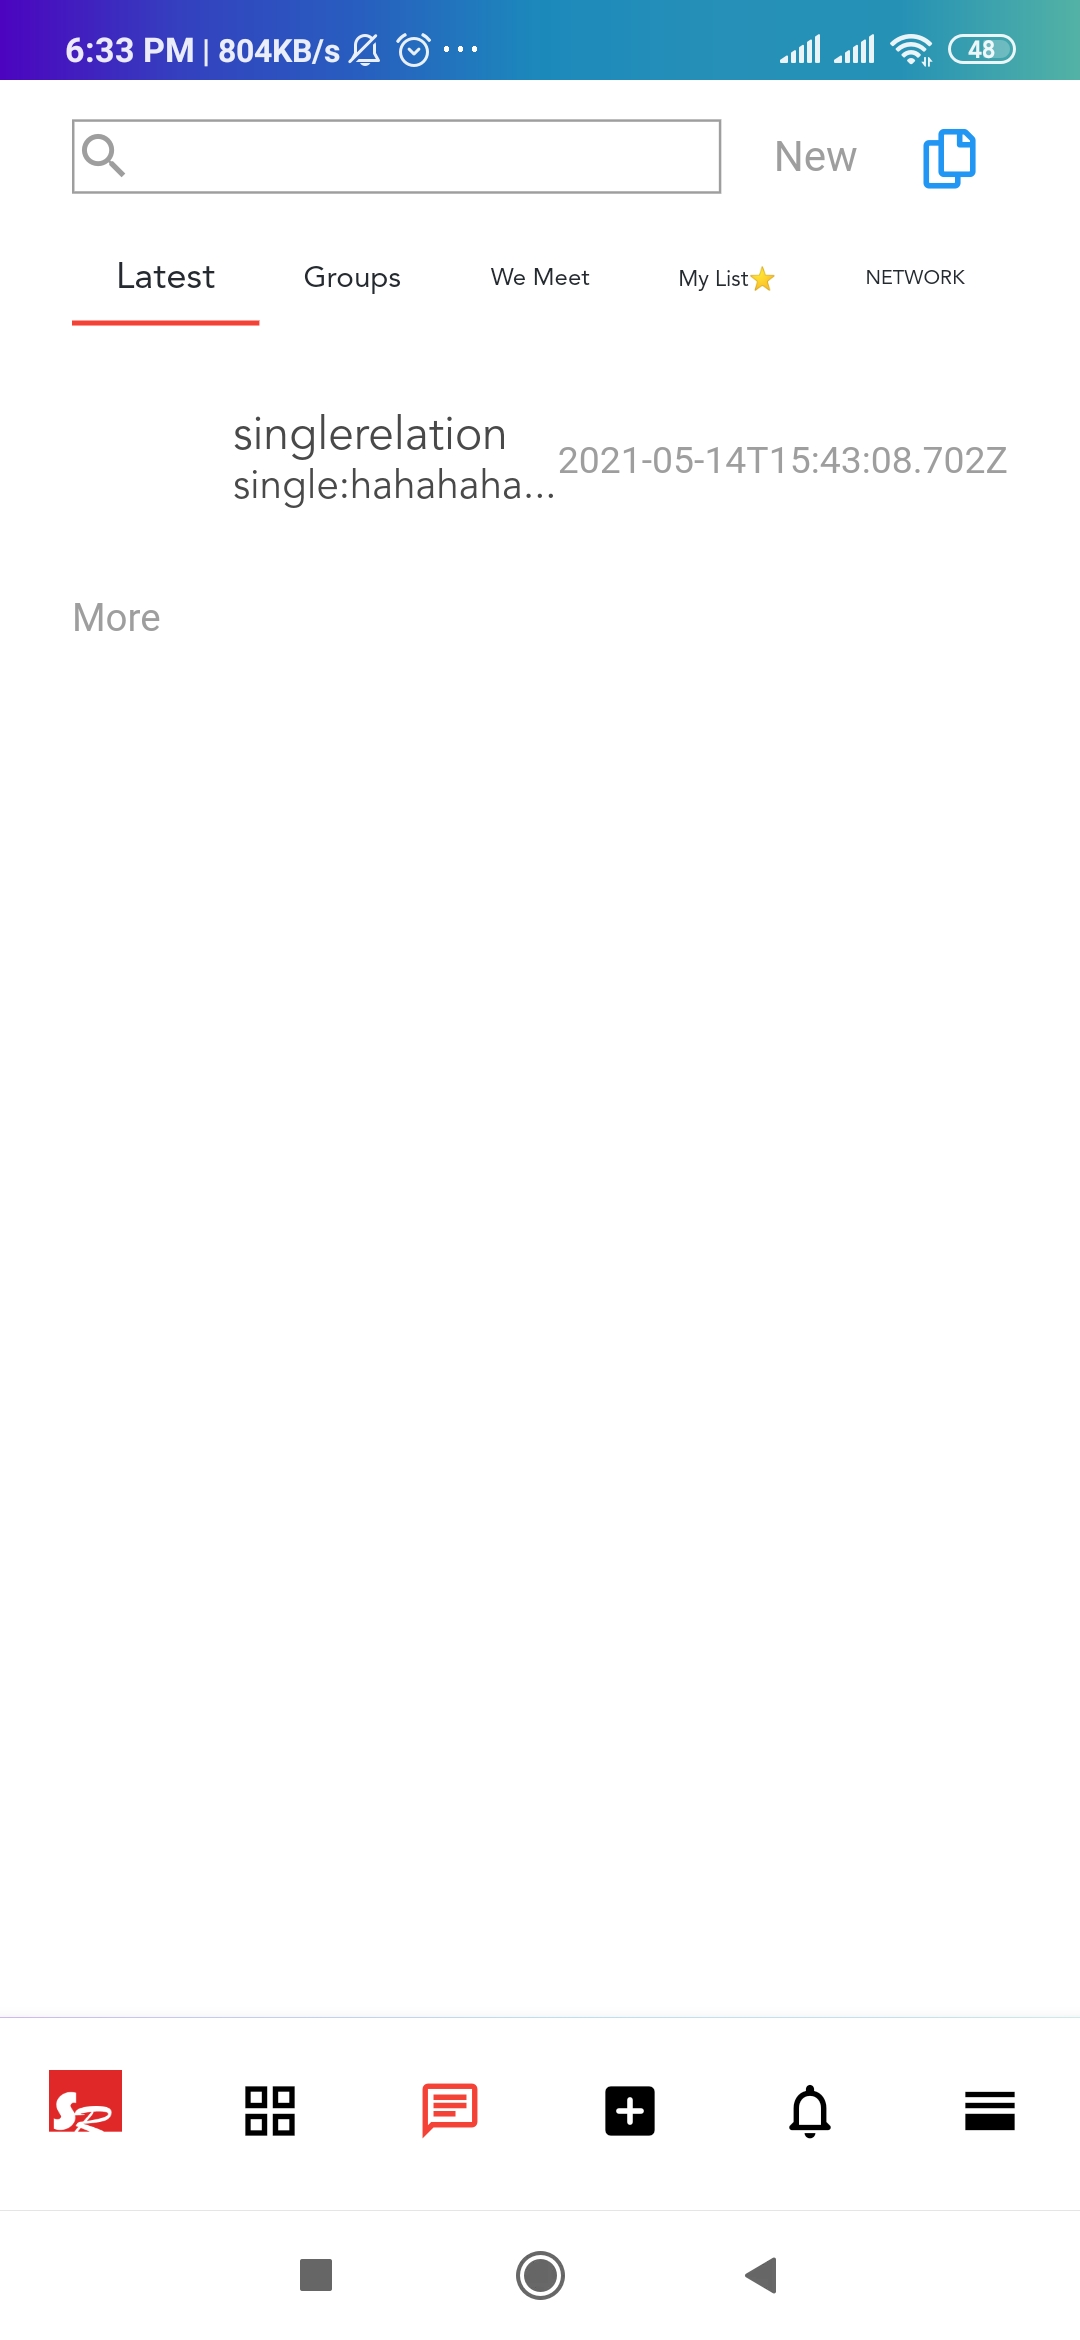 6:33 PM | 804KB/s 48
New
Latest Groups We Meet My List⭐ NETWORK
singlerelation
single:hahahaha... 2021-05-14T15:43:08.702Z
More
SR